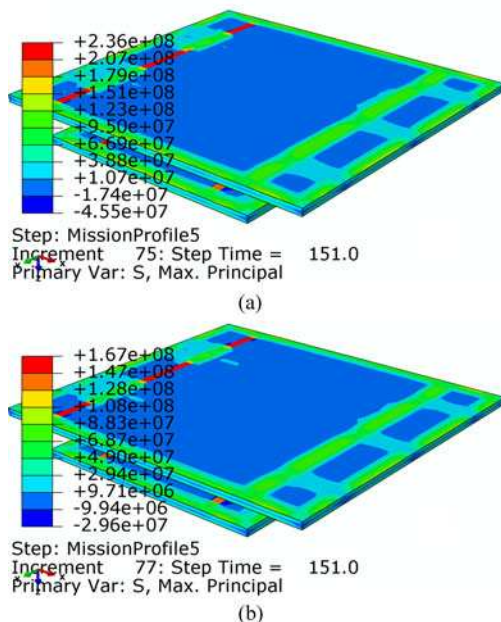 +2.36e+08
+2.07e+08
+1.79e+08
+1.51e+08
+1.23e+08
+9.50e+07
+6.69e+07
+3.88e+07
+1.07e+07
-1.74e+07
-4.55e+07
Step: MissionProfile5
Increment 75: Step Time = 151.0
Primary Var: S, Max. Principal
(a)
+1.67e+08
+1.47e+08
+1.28e+08
+1.08e+08
+8.83e+07
+6.87e+07
+4.90e+07
+2.94e+07
+9.71e+06
-9.94e+06
-2.96e+07
Step: MissionProfile5
Increment 77: Step Time = 151.0
Primary Var: S, Max. Principal
(b)